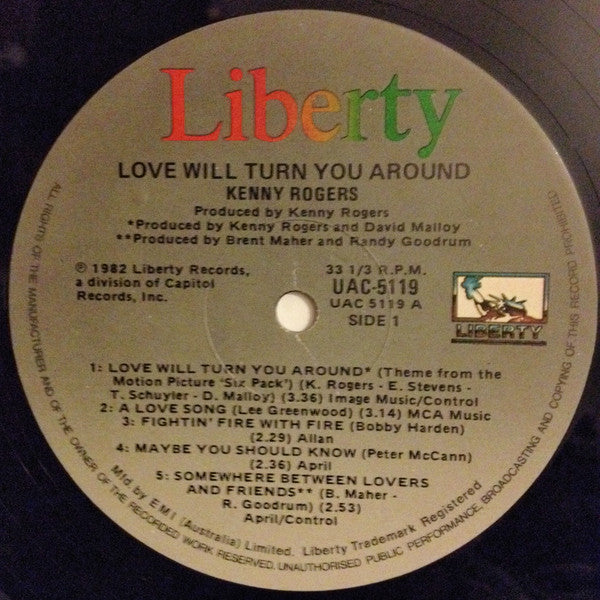 Liberty
LOVE WILL TURN YOU AROUND
KENNY ROGERS
Produced by Kenny Rogers
*Produced by Kenny Rogers and David Malloy
**Produced by Brent Maher and Randy Goodrum
℗ 1982 Liberty Records,
a division of Capitol
Records, Inc.
33 1/3 R.P.M.
UAC-5119
UAC 5119 A
SIDE 1
LIBERTY
1: LOVE WILL TURN YOU AROUND* (Theme from the
Motion Picture 'Six Pack') (K. Rogers - E. Stevens -
T. Schuyler - D. Malloy) (3.36) Image Music/Control
2: A LOVE SONG (Lee Greenwood) (3.14) MCA Music
3: FIGHTIN' FIRE WITH FIRE (Bobby Harden)
(2.29) Allan
4: MAYBE YOU SHOULD KNOW (Peter McCann)
(2.36) April
5: SOMEWHERE BETWEEN LOVERS
AND FRIENDS** (B. Maher -
R. Goodrum) (2.53)
April/Control
Mfd. by EMI (Australia) Limited. Liberty Trademark Registered
ALL RIGHTS OF THE MANUFACTURER AND OF THE OWNER OF THE RECORDED WORK RESERVED. UNAUTHORISED PUBLIC PERFORMANCE, BROADCASTING AND COPYING OF THIS RECORD PROHIBITED